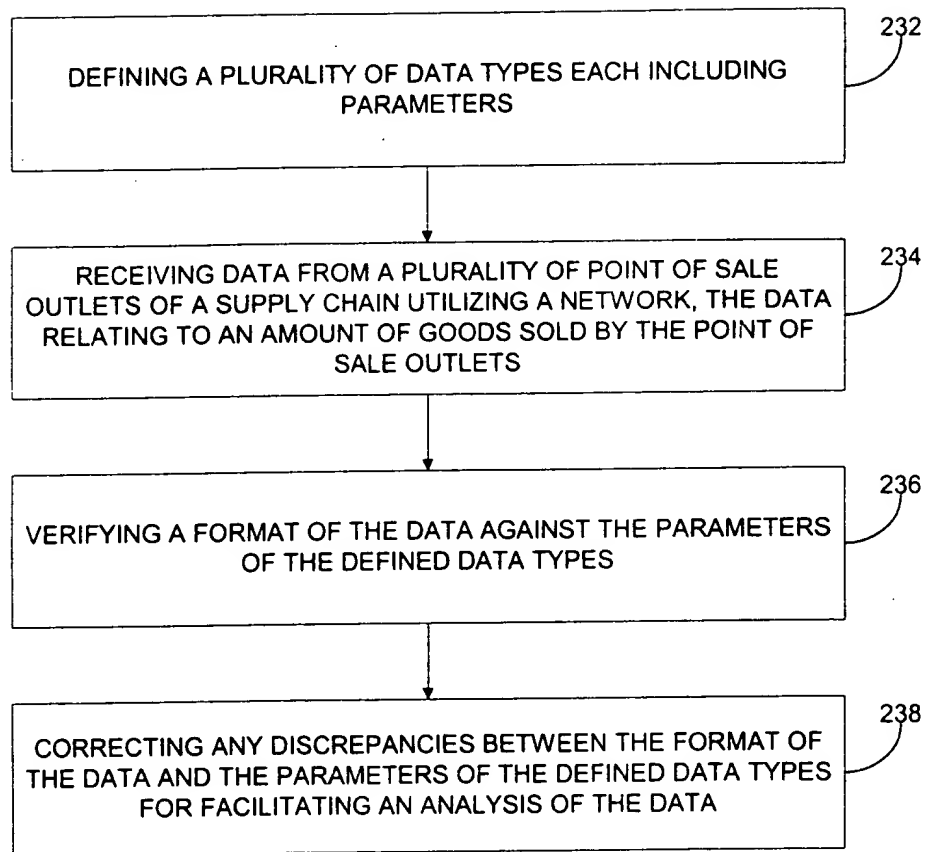 232
DEFINING A PLURALITY OF DATA TYPES EACH INCLUDING
PARAMETERS
234
RECEIVING DATA FROM A PLURALITY OF POINT OF SALE
OUTLETS OF A SUPPLY CHAIN UTILIZING A NETWORK, THE DATA
RELATING TO AN AMOUNT OF GOODS SOLD BY THE POINT OF
SALE OUTLETS
236
VERIFYING A FORMAT OF THE DATA AGAINST THE PARAMETERS
OF THE DEFINED DATA TYPES
238
CORRECTING ANY DISCREPANCIES BETWEEN THE FORMAT OF
THE DATA AND THE PARAMETERS OF THE DEFINED DATA TYPES
FOR FACILITATING AN ANALYSIS OF THE DATA